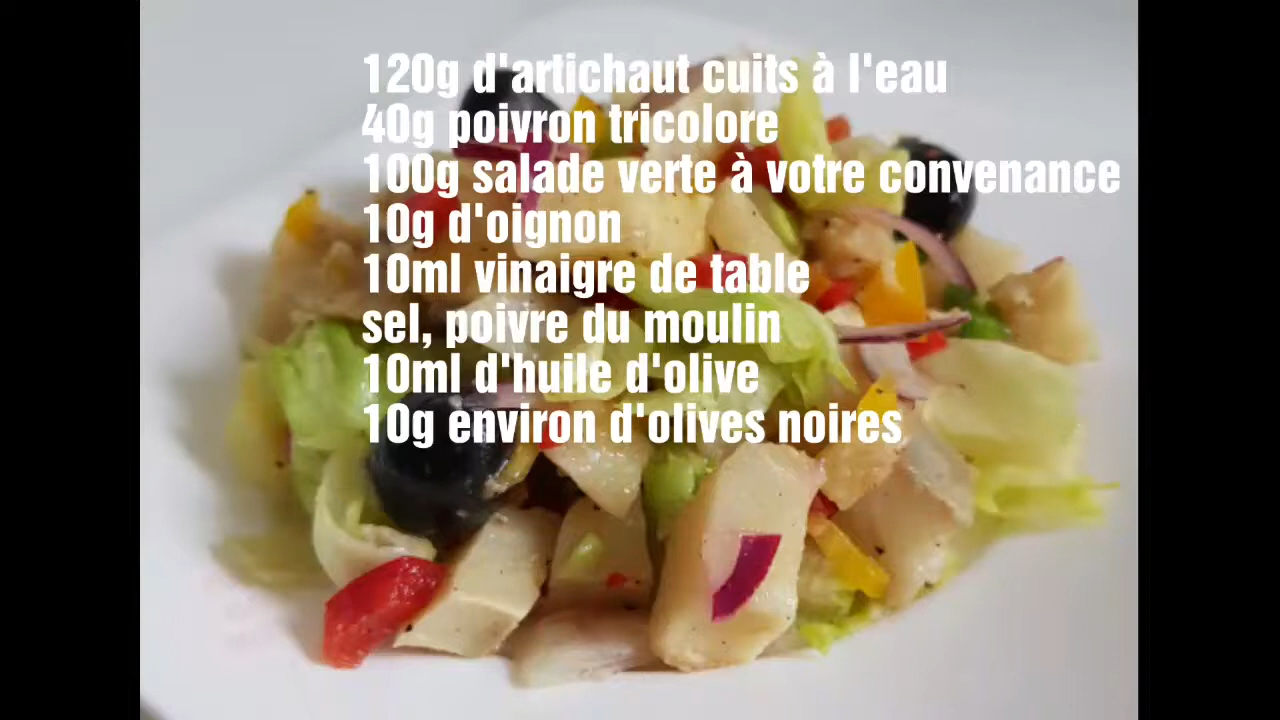 120g d'artichaut cuits à l'eau
40g poivron tricolore
100g salade verte à votre convenance
10g d'oignon
10ml vinaigre de table
sel, poivre du moulin
10ml d'huile d'olive
10g environ d'olives noires